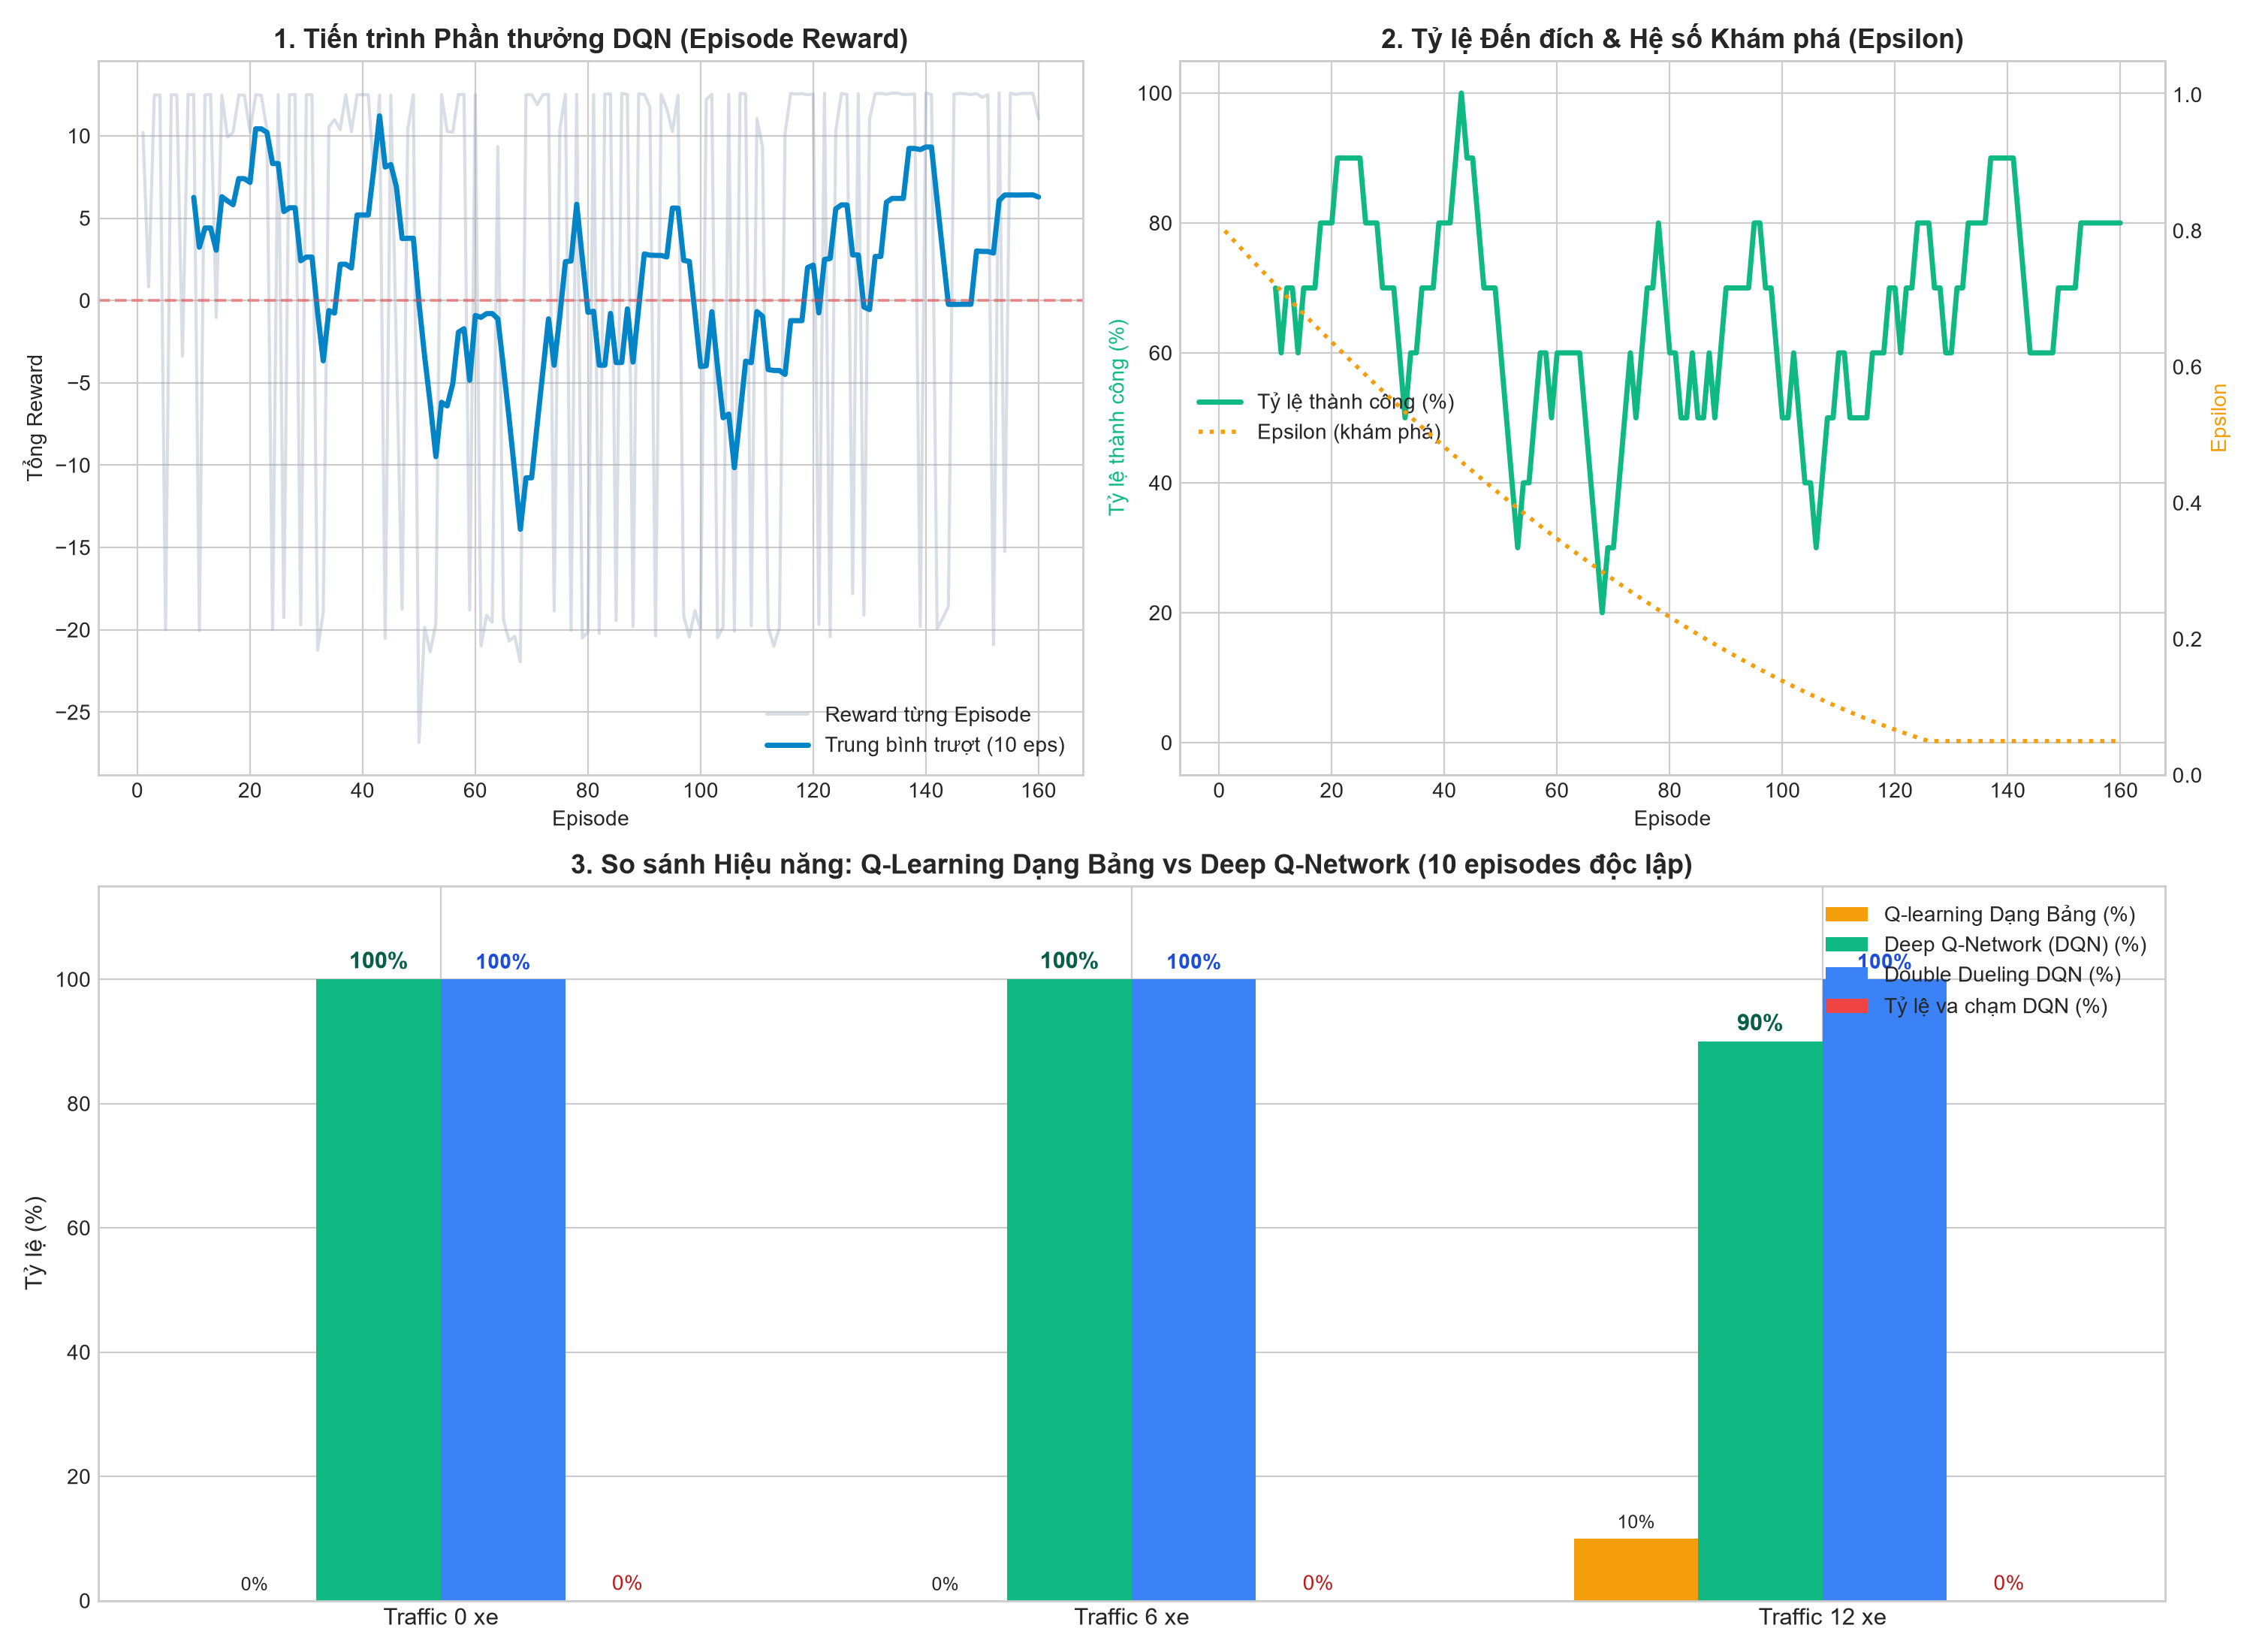 1. Tiến trình Phần thưởng DQN (Episode Reward)
Tổng Reward
10
5
0
−5
−10
−15
−20
−25
Reward từng Episode
Trung bình trượt (10 eps)
0 20 40 60 80 100 120 140 160
Episode
2. Tỷ lệ Đến đích & Hệ số Khám phá (Epsilon)
Tỷ lệ thành công (%)
100
80
60
40
20
0
Tỷ lệ thành công (%)
Epsilon (khám phá)
1.0
0.8
0.6
0.4
0.2
0.0
Epsilon
0 20 40 60 80 100 120 140 160
Episode
3. So sánh Hiệu năng: Q-Learning Dạng Bảng vs Deep Q-Network (10 episodes độc lập)
Tỷ lệ (%)
100
80
60
40
20
0
Q-learning Dạng Bảng (%)
Deep Q-Network (DQN) (%)
Double Dueling DQN (%)
Tỷ lệ va chạm DQN (%)
0% 100% 100% 0%
0% 100% 100% 0%
10% 90% 100% 0%
Traffic 0 xe Traffic 6 xe Traffic 12 xe